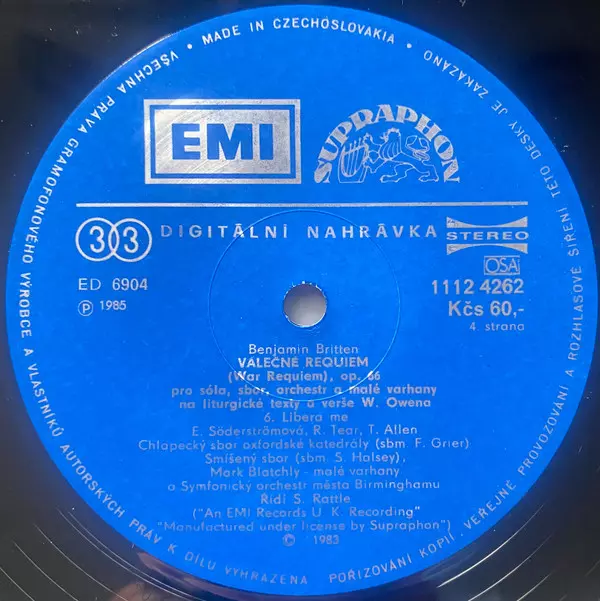 VŠECHNA PRÁVA GRAMOFONOVÉHO VÝROBCE A VLASTNÍKŮ AUTORSKÝCH PRÁV K DÍLU VYHRAZENA
• MADE IN CZECHOSLOVAKIA •
POŘIZOVÁNÍ KOPIÍ, VEŘEJNÉ PROVOZOVÁNÍ A ROZHLASOVÉ ŠÍŘENÍ TÉTO DESKY JE ZAKÁZÁNO
EMI
SUPRAPHON
33
DIGITÁLNÍ NAHRÁVKA
STEREO
OSA
ED 6904
1112 4262
Ⓟ 1985
Kčs 60,-
4. strana
Benjamin Britten
VÁLEČNÉ REQUIEM
(War Requiem), op. 66
pro sóla, sbor, orchestr a malé varhany
na liturgické texty a verše W. Owena
6. Libera me
E. Söderströmová, R. Tear, T. Allen
Chlapecký sbor oxfordské katedrály (sbm. F. Grier)
Smíšený sbor (sbm. S. Halsey),
Mark Blatchly - malé varhany
a Symfonický orchestr města Birminghamu
Řídí S. Rattle
("An EMI Records U.K. Recording"
"Manufactured under license by Supraphon")
© 1983